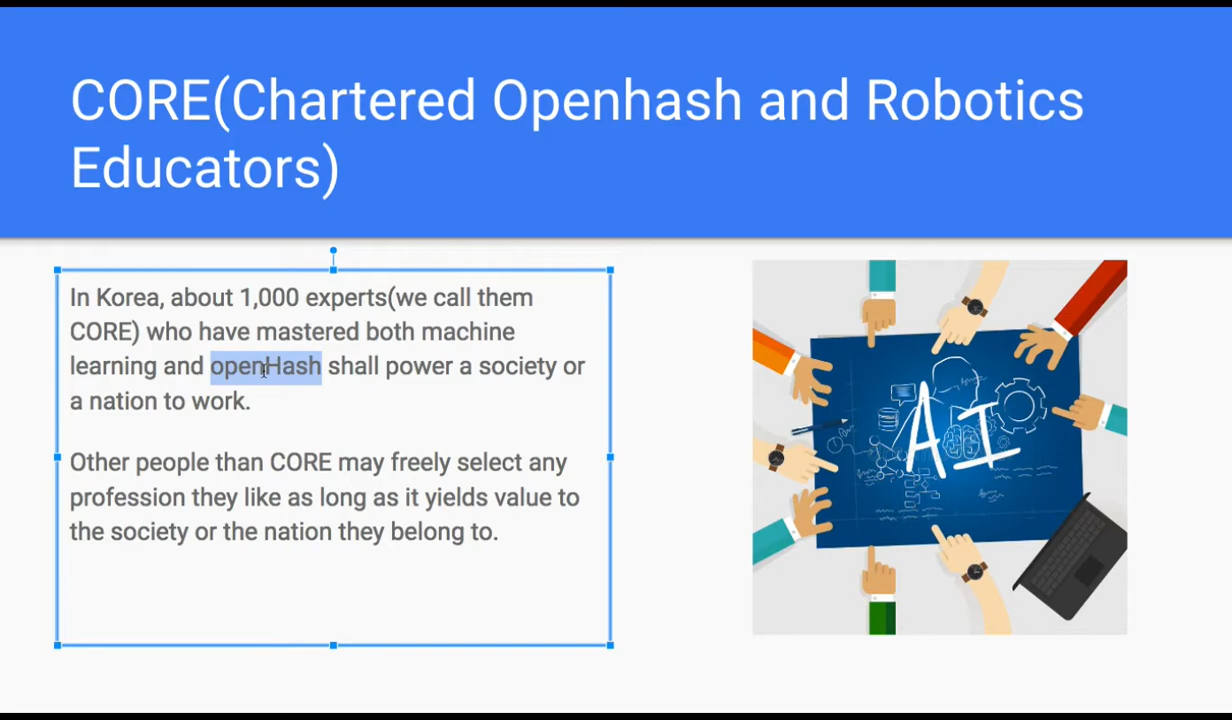 CORE(Chartered Openhash and Robotics
Educators)
In Korea, about 1,000 experts(we call them
CORE) who have mastered both machine
learning and openHash shall power a society or
a nation to work.
Other people than CORE may freely select any
profession they like as long as it yields value to
the society or the nation they belong to.
AI